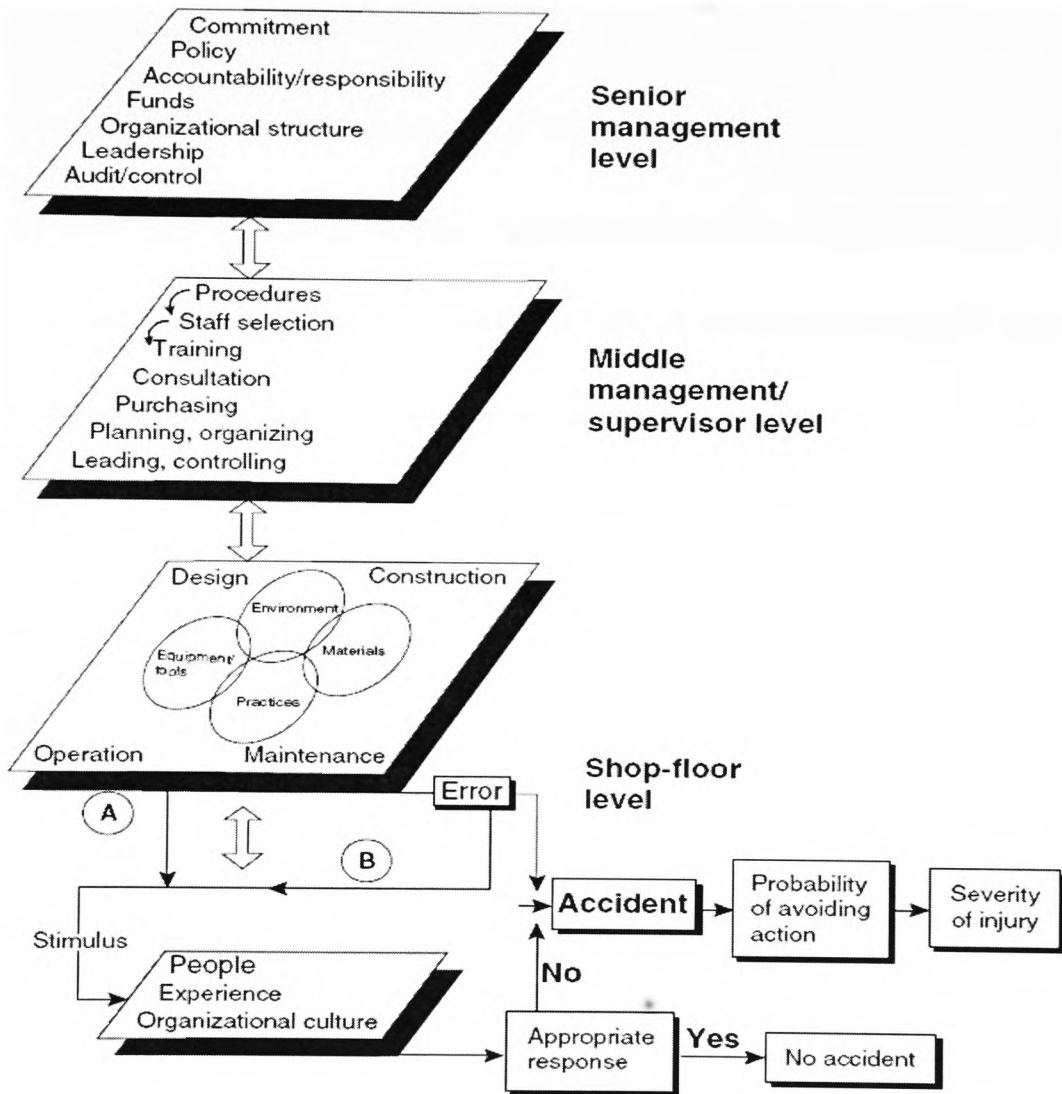 Commitment
Policy
Accountability/responsibility
Funds
Organizational structure
Leadership
Audit/control
Senior
management
level
Procedures
Staff selection
Training
Consultation
Purchasing
Planning, organizing
Leading, controlling
Middle
management/
supervisor level
Design
Construction
Environment
Equipment/
tools
Materials
Practices
Operation
Maintenance
Shop-floor
level
A
Error
B
Accident
Probability
of avoiding
action
Severity
of injury
Stimulus
People
Experience
Organizational culture
No
Appropriate
response
Yes
No accident